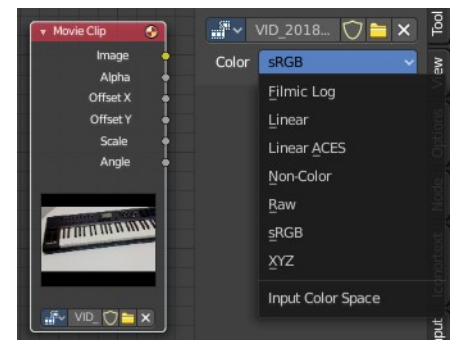 Movie Clip
Image
Alpha
Offset X
Offset Y
Scale
Angle
VID_
VID_2018...
Color
sRGB
Filmic Log
Linear
Linear ACES
Non-Color
Raw
sRGB
XYZ
Input Color Space
Tool
View
Options
Node